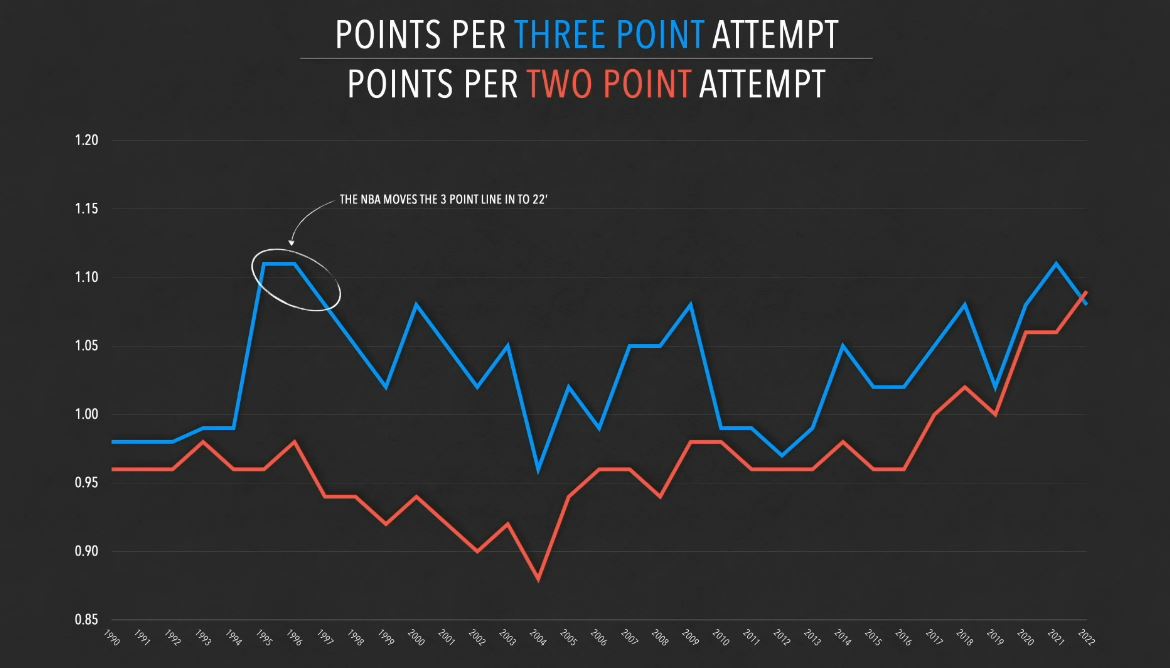 POINTS PER THREE POINT ATTEMPT
POINTS PER TWO POINT ATTEMPT
1.20
THE NBA MOVES THE 3 POINT LINE IN TO 22'
1.15
1.10
1.05
1.00
0.95
0.90
0.85
1990 1991 1992 1993 1994 1995 1996 1997 1998 1999 2000 2001 2002 2003 2004 2005 2006 2007 2008 2009 2010 2011 2012 2013 2014 2015 2016 2017 2018 2019 2020 2021 2022